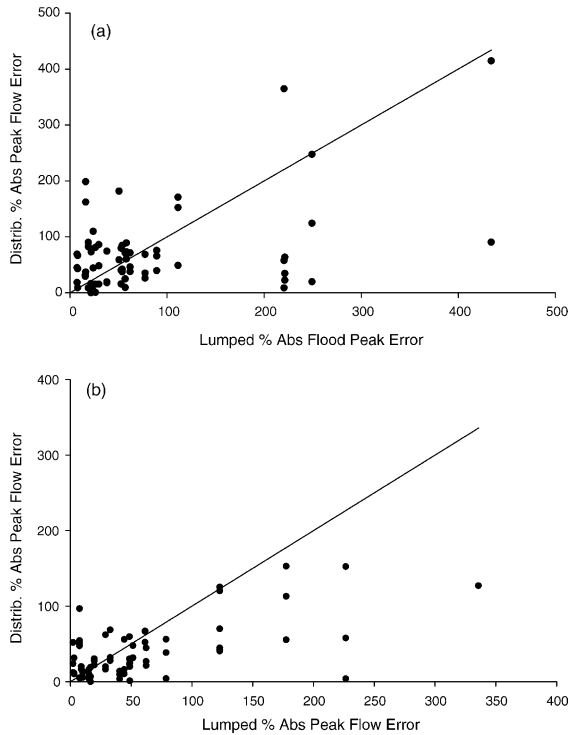 (a)
Distrib. % Abs Peak Flow Error
500
400
300
200
100
0
0 100 200 300 400 500
Lumped % Abs Flood Peak Error
(b)
Distrib. % Abs Peak Flow Error
400
300
200
100
0
0 50 100 150 200 250 300 350 400
Lumped % Abs Peak Flow Error